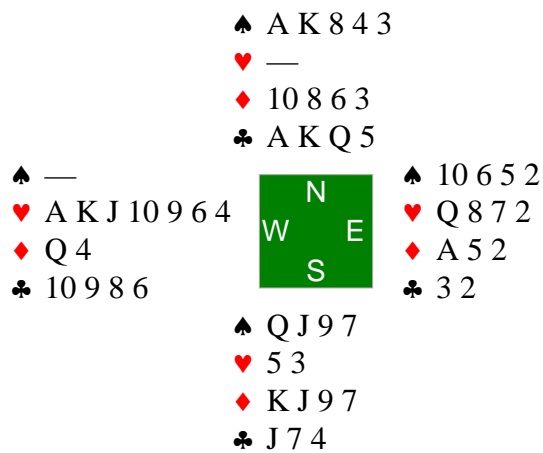 ♠ A K 8 4 3
♥ —
♦ 10 8 6 3
♣ A K Q 5
♠ —
♥ A K J 10 9 6 4
♦ Q 4
♣ 10 9 8 6
N
W E
S
♠ 10 6 5 2
♥ Q 8 7 2
♦ A 5 2
♣ 3 2
♠ Q J 9 7
♥ 5 3
♦ K J 9 7
♣ J 7 4